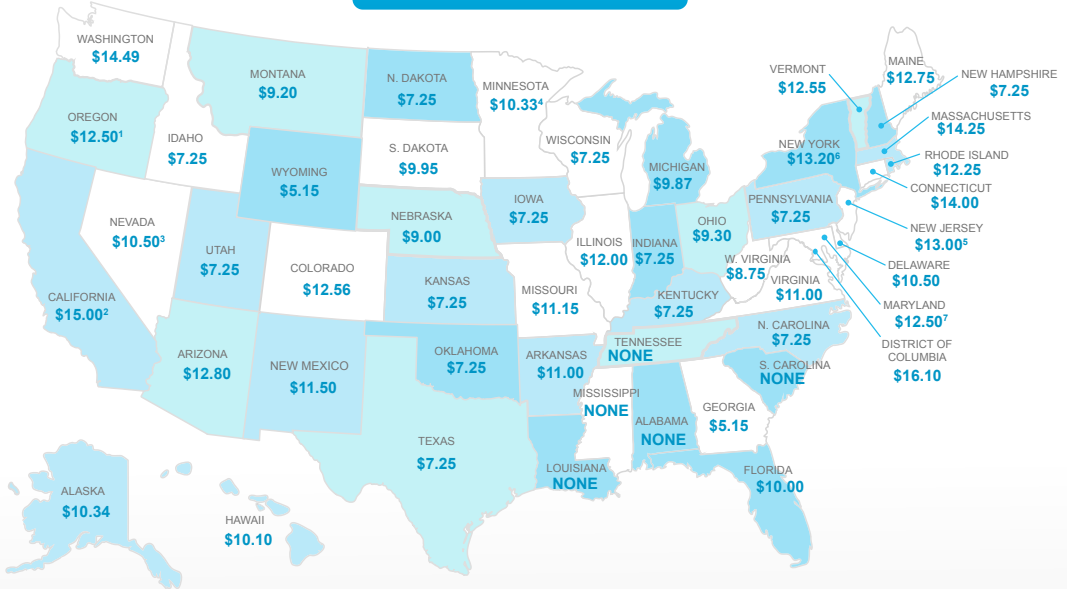 WASHINGTON
$14.49
OREGON
$12.50¹
CALIFORNIA
$15.00²
IDAHO
$7.25
NEVADA
$10.50³
MONTANA
$9.20
WYOMING
$5.15
UTAH
$7.25
ARIZONA
$12.80
COLORADO
$12.56
NEW MEXICO
$11.50
N. DAKOTA
$7.25
S. DAKOTA
$9.95
NEBRASKA
$9.00
KANSAS
$7.25
OKLAHOMA
$7.25
TEXAS
$7.25
MINNESOTA
$10.33⁴
IOWA
$7.25
MISSOURI
$11.15
ARKANSAS
$11.00
LOUISIANA
NONE
WISCONSIN
$7.25
ILLINOIS
$12.00
MICHIGAN
$9.87
INDIANA
$7.25
OHIO
$9.30
KENTUCKY
$7.25
TENNESSEE
NONE
MISSISSIPPI
NONE
ALABAMA
NONE
GEORGIA
$5.15
FLORIDA
$10.00
S. CAROLINA
NONE
N. CAROLINA
$7.25
VIRGINIA
$11.00
W. VIRGINIA
$8.75
PENNSYLVANIA
$7.25
NEW YORK
$13.20⁶
VERMONT
$12.55
MAINE
$12.75
NEW HAMPSHIRE
$7.25
MASSACHUSETTS
$14.25
RHODE ISLAND
$12.25
CONNECTICUT
$14.00
NEW JERSEY
$13.00⁵
DELAWARE
$10.50
MARYLAND
$12.50⁷
DISTRICT OF
COLUMBIA
$16.10
ALASKA
$10.34
HAWAII
$10.10